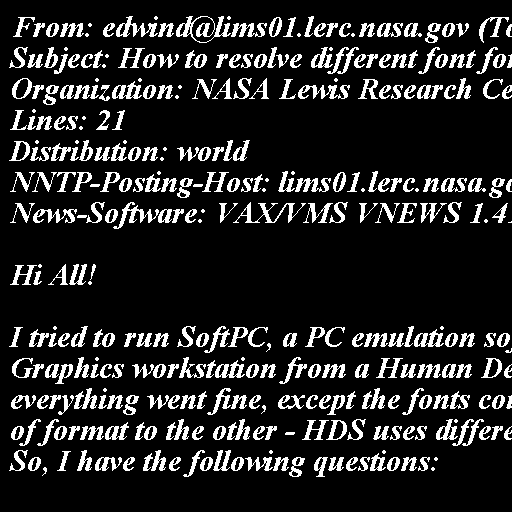 From: edwind@lims01.lerc.nasa.gov (To
Subject: How to resolve different font for
Organization: NASA Lewis Research Ce
Lines: 21
Distribution: world
NNTP-Posting-Host: lims01.lerc.nasa.go
News-Software: VAX/VMS VNEWS 1.4
Hi All!
I tried to run SoftPC, a PC emulation so
Graphics workstation from a Human De
everything went fine, except the fonts cou
of format to the other - HDS uses differe
So, I have the following questions: